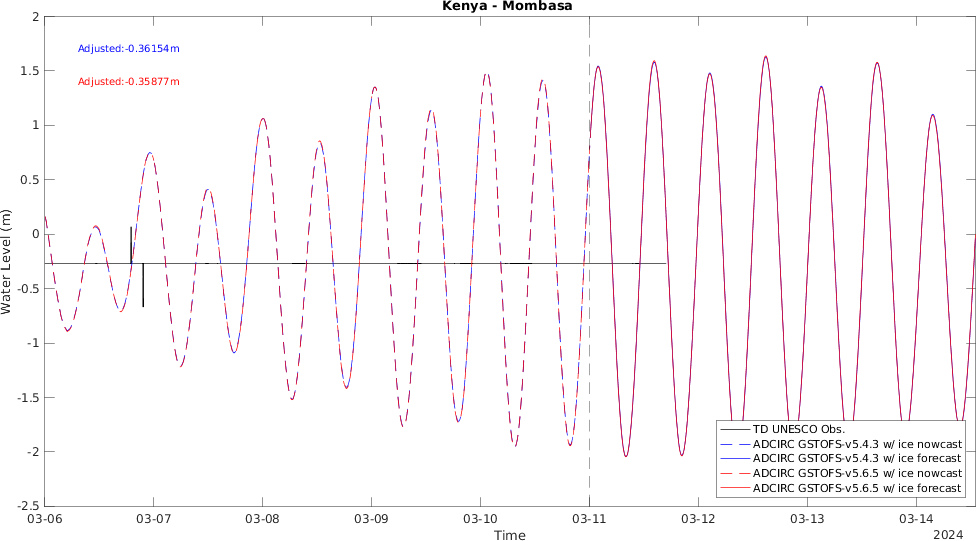 Kenya - Mombasa
2
1.5
1
0.5
0
-0.5
-1
-1.5
-2
-2.5
Water Level (m)
Adjusted:-0.36154m
Adjusted:-0.35877m
TD UNESCO Obs.
ADCIRC GSTOFS-v5.4.3 w/ ice nowcast
ADCIRC GSTOFS-v5.4.3 w/ ice forecast
ADCIRC GSTOFS-v5.6.5 w/ ice nowcast
ADCIRC GSTOFS-v5.6.5 w/ ice forecast
03-06 03-07 03-08 03-09 03-10 03-11 03-12 03-13 03-14
Time
2024